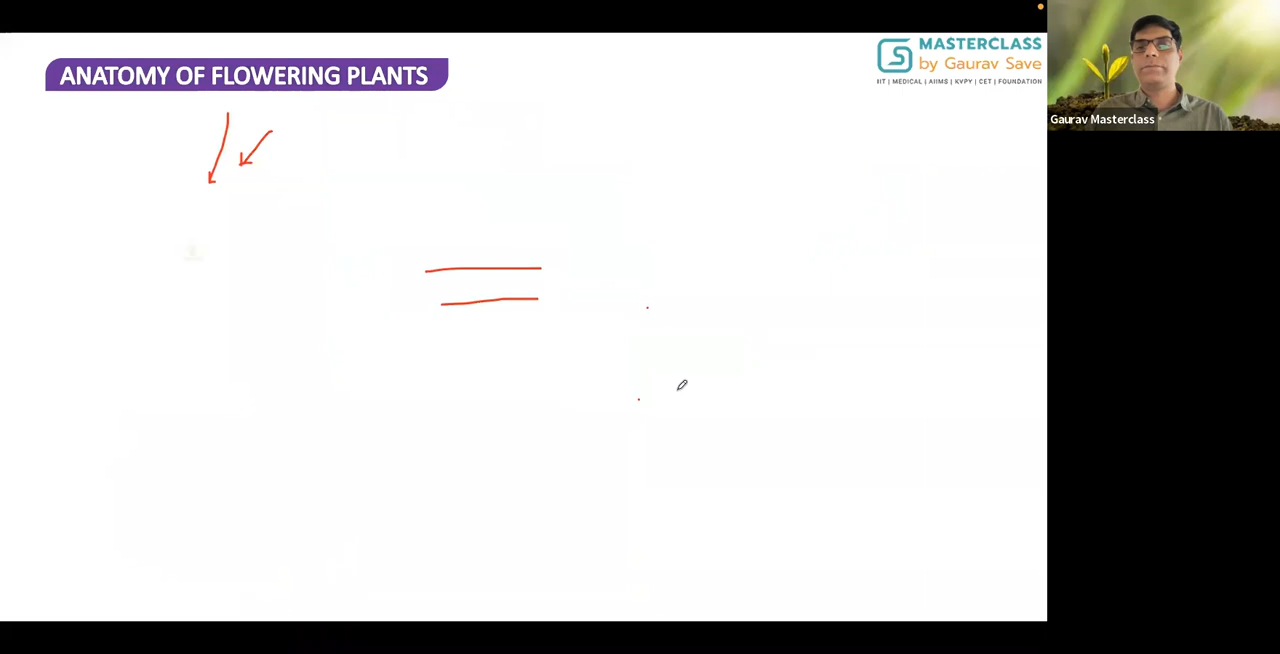 ANATOMY OF FLOWERING PLANTS
MASTERCLASS
by Gaurav Save
IIT | MEDICAL | AIIMS | KVPY | CET | FOUNDATION
Gaurav Masterclass